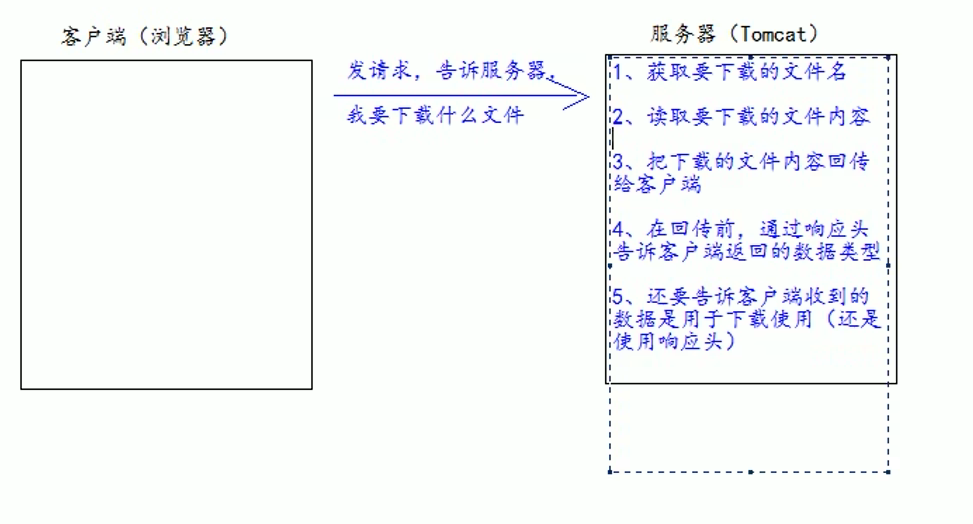 客户端（浏览器）
服务器（Tomcat）
发请求，告诉服务器，
我要下载什么文件
1、获取要下载的文件名
2、读取要下载的文件内容
3、把下载的文件内容回传
给客户端
4、在回传前，通过响应头
告诉客户端返回的数据类型
5、还要告诉客户端收到的
数据是用于下载使用（还是
使用响应头）